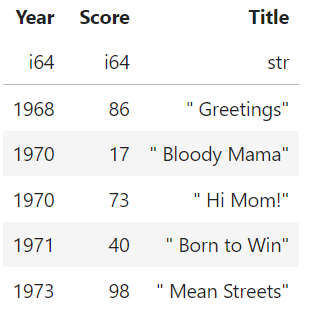 Year Score Title
i64 i64 str
1968 86 " Greetings"
1970 17 " Bloody Mama"
1970 73 " Hi Mom!"
1971 40 " Born to Win"
1973 98 " Mean Streets"